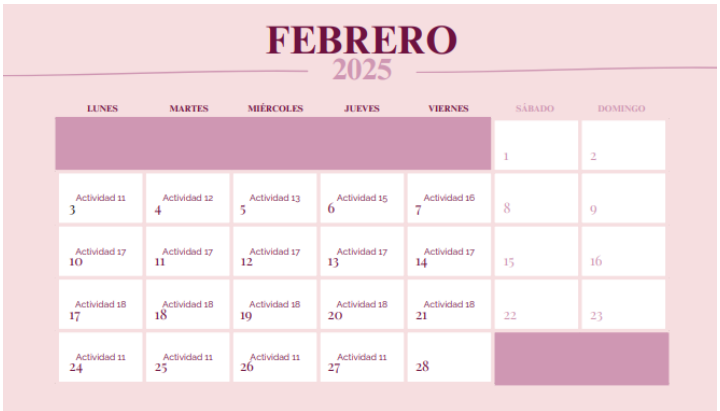 FEBRERO
2025
LUNES MARTES MIÉRCOLES JUEVES VIERNES SÁBADO DOMINGO
1 2
Actividad 11 Actividad 12 Actividad 13 Actividad 15 Actividad 16
3 4 5 6 7 8 9
Actividad 17 Actividad 17 Actividad 17 Actividad 17 Actividad 17
10 11 12 13 14 15 16
Actividad 18 Actividad 18 Actividad 18 Actividad 18 Actividad 18
17 18 19 20 21 22 23
Actividad 11 Actividad 11 Actividad 11 Actividad 11
24 25 26 27 28